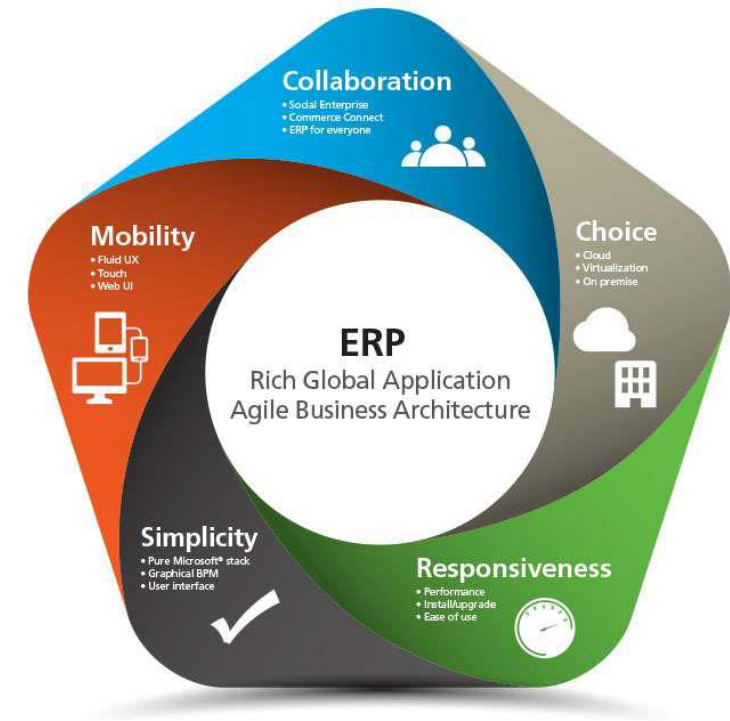 Collaboration
• Social Enterprise
• Commerce Connect
• ERP for everyone
Mobility
• Fluid UX
• Touch
• Web UI
Choice
• Cloud
• Virtualization
• On premise
ERP
Rich Global Application
Agile Business Architecture
Simplicity
• Pure Microsoft® stack
• Graphical BPM
• User interface
Responsiveness
• Performance
• Install/upgrade
• Ease of use